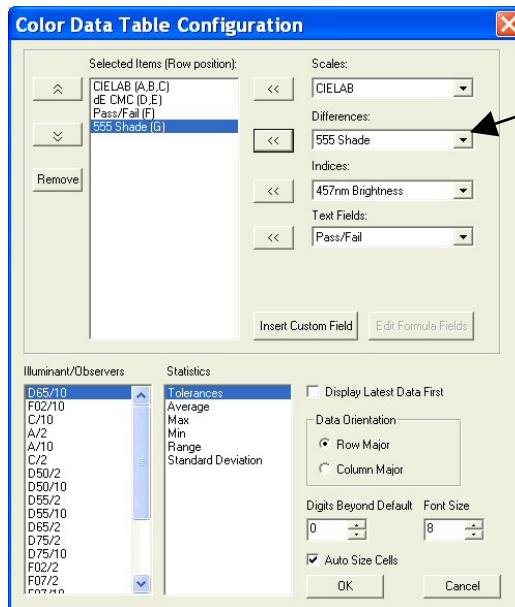 Color Data Table Configuration
Selected Items (Row position):
CIELAB (A,B,C)
dE CMC (D,E)
Pass/Fail (F)
555 Shade (G)
Remove
Scales:
<< CIELAB
Differences:
<< 555 Shade
Indices:
<< 457nm Brightness
Text Fields:
<< Pass/Fail
Insert Custom Field
Edit Formula Fields
Illuminant/Observers
D65/10
F02/10
C/10
A/2
A/10
C/2
D50/2
D50/10
D55/2
D55/10
D65/2
D75/2
D75/10
F02/2
F07/2
F07/10
Statistics
Tolerances
Average
Max
Min
Range
Standard Deviation
Display Latest Data First
Data Orientation
Row Major
Column Major
Digits Beyond Default
0
Font Size
8
Auto Size Cells
OK
Cancel